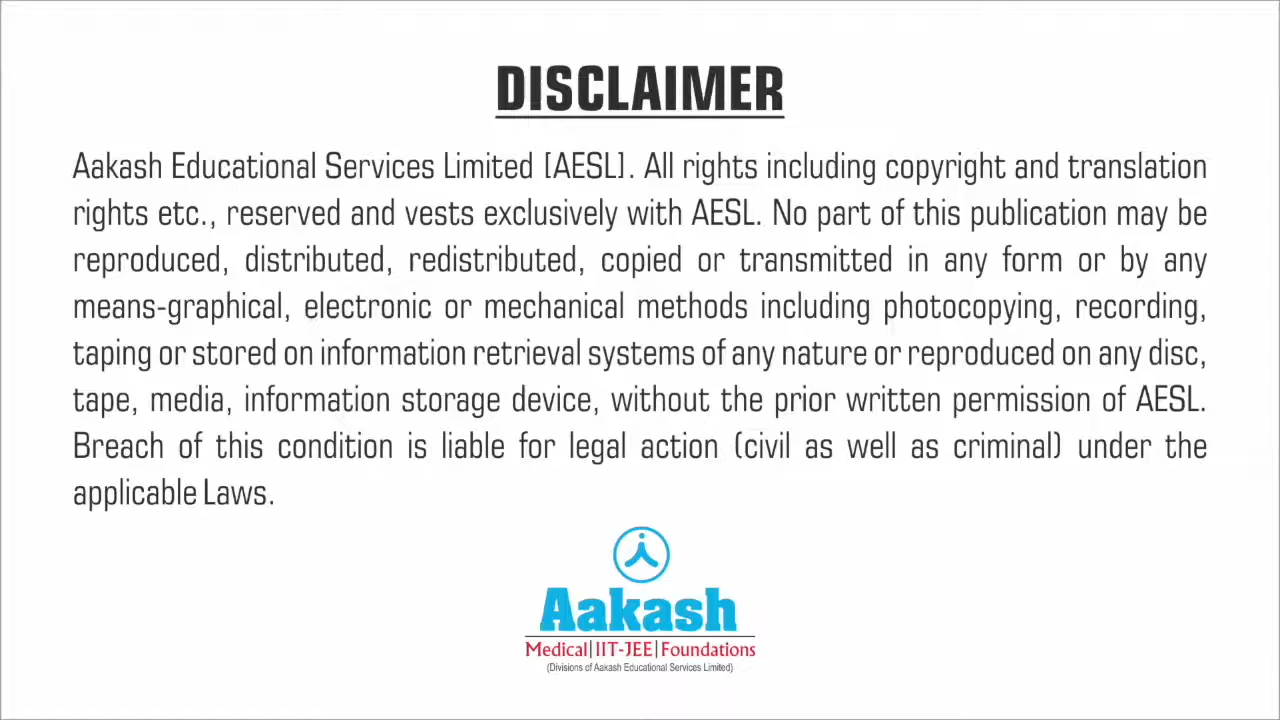 DISCLAIMER
Aakash Educational Services Limited [AESL]. All rights including copyright and translation
rights etc., reserved and vests exclusively with AESL. No part of this publication may be
reproduced, distributed, redistributed, copied or transmitted in any form or by any
means-graphical, electronic or mechanical methods including photocopying, recording,
taping or stored on information retrieval systems of any nature or reproduced on any disc,
tape, media, information storage device, without the prior written permission of AESL.
Breach of this condition is liable for legal action (civil as well as criminal) under the
applicable Laws.
Aakash
Medical|IIT-JEE|Foundations
(Divisions of Aakash Educational Services Limited)